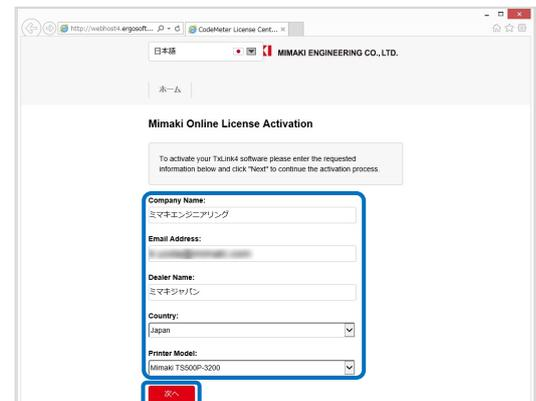 http://webhost4.ergosoft...
CodeMeter License Cent...
日本語
MIMAKI ENGINEERING CO., LTD.
ホーム
Mimaki Online License Activation
To activate your TxLink4 software please enter the requested
information below and click "Next" to continue the activation process.
Company Name:
ミマキエンジニアリング
Email Address:
Dealer Name:
ミマキジャパン
Country:
Japan
Printer Model:
Mimaki TS500P-3200
次へ